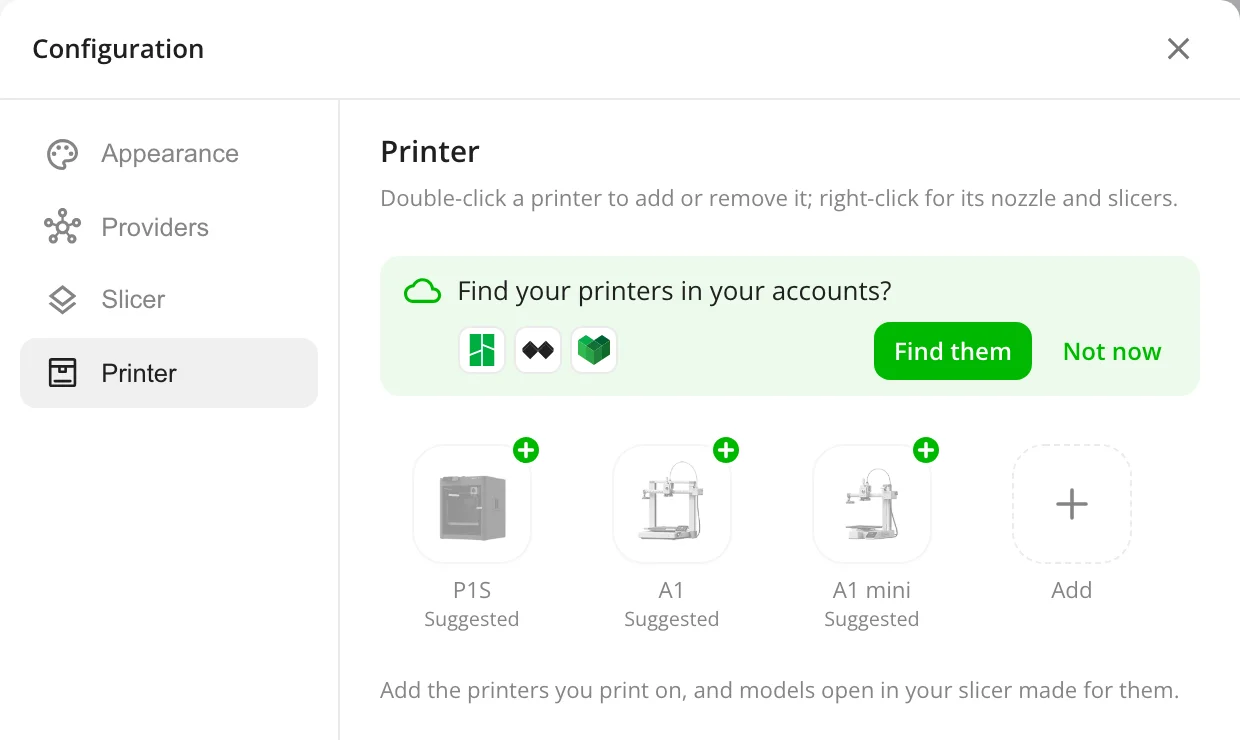 Configuration
Appearance
Providers
Slicer
Printer
Printer
Double-click a printer to add or remove it; right-click for its nozzle and slicers.
Find your printers in your accounts?
Find them
Not now
P1S
Suggested
A1
Suggested
A1 mini
Suggested
Add
Add the printers you print on, and models open in your slicer made for them.